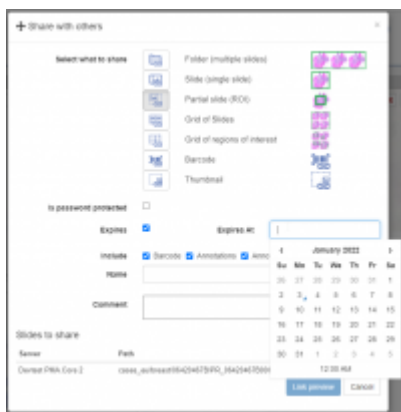 + Share with others ×
Select what to share
Folder (multiple slides)
Slide (single slide)
Partial slide (ROI)
Grid of Slides
Grid of regions of interest
Barcode
Thumbnail
Is password protected
Expires
Expires At
Include Barcode Annotations
Name
Comment
‹ January 2022 ›
Su Mo Tu We Th Fr Sa
26 27 28 29 30 31 1
2 3 4 5 6 7 8
9 10 11 12 13 14 15
16 17 18 19 20 21 22
23 24 25 26 27 28 29
30 31 1 2 3 4 5
Slides to share
Server Path
Link preview Cancel